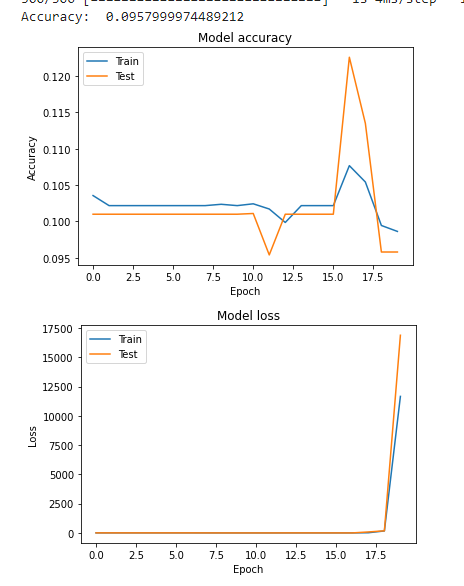 Accuracy:  0.0957999974489212
Model accuracy
Train
Test
0.120
0.115
0.110
0.105
0.100
0.095
Accuracy
0.0 2.5 5.0 7.5 10.0 12.5 15.0 17.5
Epoch
Model loss
Train
Test
17500
15000
12500
10000
7500
5000
2500
0
Loss
0.0 2.5 5.0 7.5 10.0 12.5 15.0 17.5
Epoch